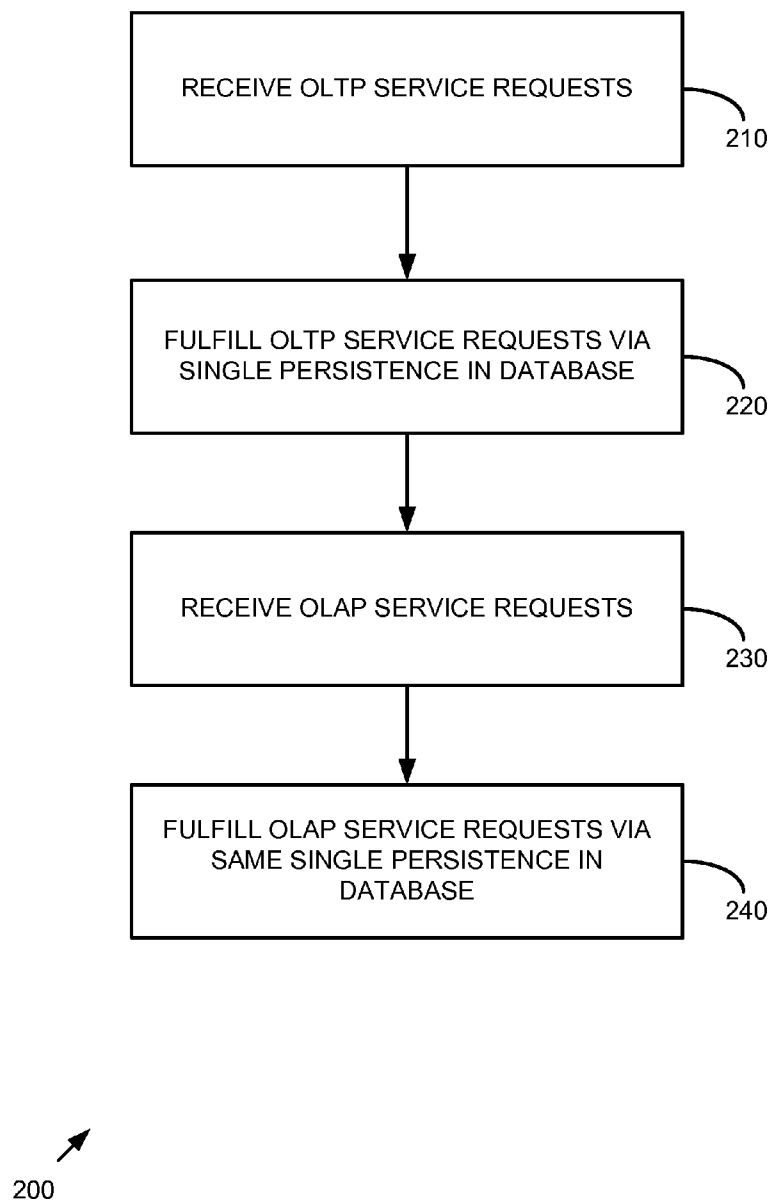 RECEIVE OLTP SERVICE REQUESTS
210
FULFILL OLTP SERVICE REQUESTS VIA
SINGLE PERSISTENCE IN DATABASE
220
RECEIVE OLAP SERVICE REQUESTS
230
FULFILL OLAP SERVICE REQUESTS VIA
SAME SINGLE PERSISTENCE IN
DATABASE
240
200